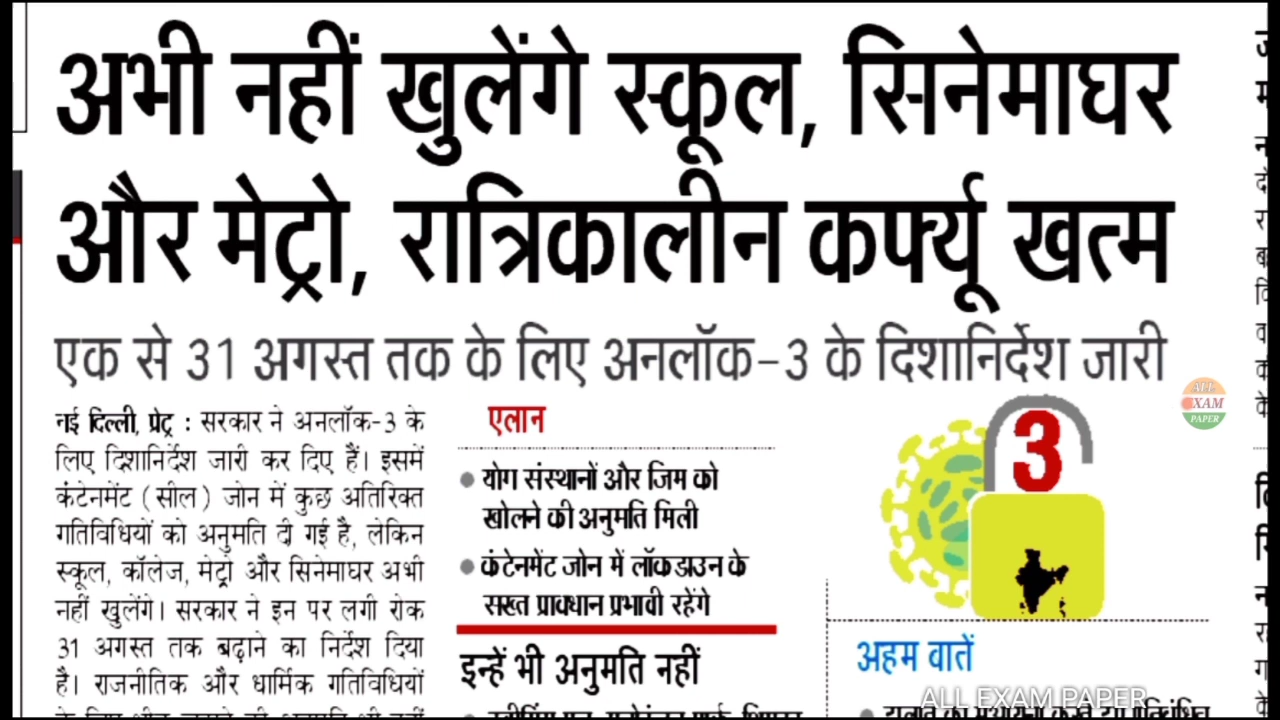 अभी नहीं खुलेंगे स्कूल, सिनेमाघर
और मेट्रो, रात्रिकालीन कर्फ्यू खत्म
एक से 31 अगस्त तक के लिए अनलॉक-3 के दिशानिर्देश जारी
नई दिल्ली, प्रेट्र : सरकार ने अनलॉक-3 के
लिए दिशानिर्देश जारी कर दिए हैं। इसमें
कंटेनमेंट (सील) जोन में कुछ अतिरिक्त
गतिविधियों को अनुमति दी गई है, लेकिन
स्कूल, कॉलेज, मेट्रो और सिनेमाघर अभी
नहीं खुलेंगे। सरकार ने इन पर लगी रोक
31 अगस्त तक बढ़ाने का निर्देश दिया
है। राजनीतिक और धार्मिक गतिविधियों
एलान
योग संस्थानों और जिम को
खोलने की अनुमति मिली
कंटेनमेंट जोन में लॉकडाउन के
सख्त प्रावधान प्रभावी रहेंगे
इन्हें भी अनुमति नहीं
3
अहम बातें
ALL
EXAM
PAPER
ALL EXAM PAPER